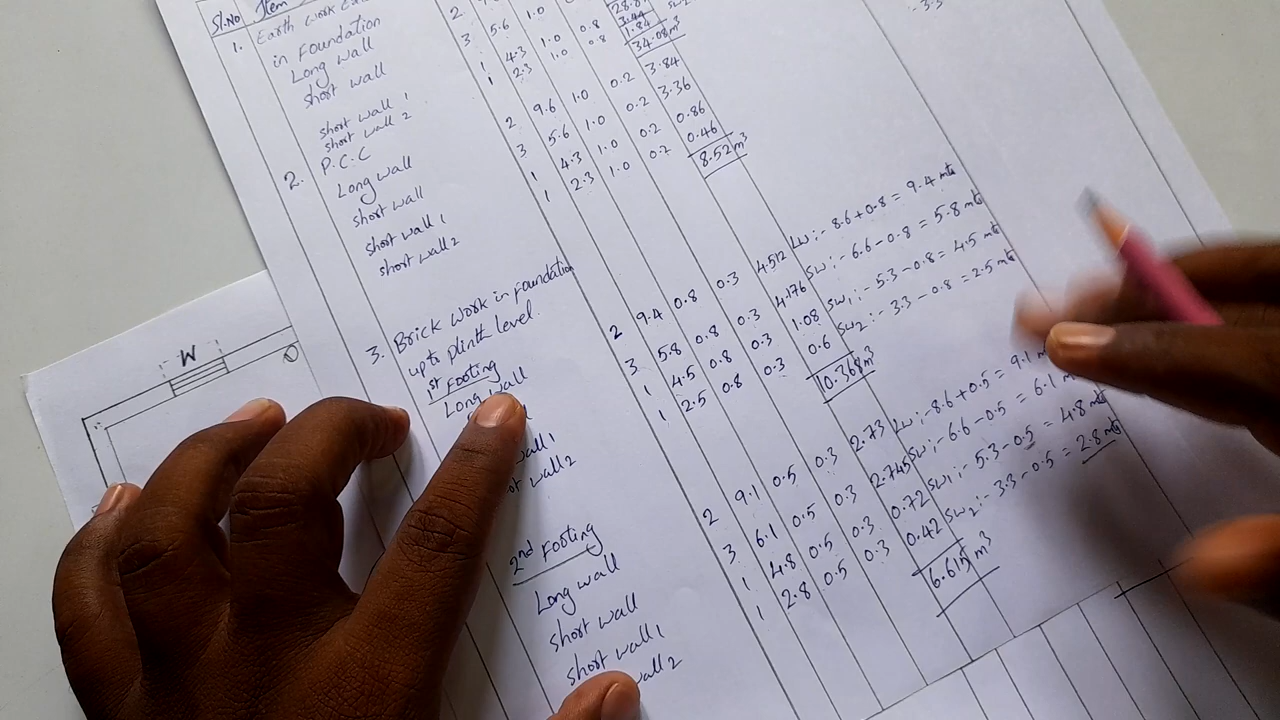 Sl.No Item
1. Earth work
in Foundation
Long wall 2
short wall 3 5.6 1.0 0.8
short wall 1 1 4.3 1.0 0.8 1.84
short wall 2 1 2.3 1.0 34.08m³
2. P.C.C
Long wall 2 9.6 1.0 0.2 3.84
short wall 3 5.6 1.0 0.2 3.36
short wall 1 1 4.3 1.0 0.2 0.86
short wall 2 1 2.3 1.0 0.2 0.46
8.52m³
3. Brick work in foundation
upto plinth level.
1st Footing
Long wall 2 9.4 0.8 0.3 4.512 LW:- 8.6+0.8 = 9.4 mts
3 5.8 0.8 0.3 4.176 SW:- 6.6-0.8 = 5.8 mts
wall1 1 4.5 0.8 0.3 1.08 SW1:- 5.3-0.8 = 4.5 mts
wall2 1 2.5 0.8 0.3 0.6 SW2:- 3.3-0.8 = 2.5 mts
10.368m³
2nd Footing
Long wall 2 9.1 0.5 0.3 2.73 LW:- 8.6+0.5 = 9.1
short wall 3 6.1 0.5 0.3 2.745 SW:- 6.6-0.5 = 6.1
short wall1 1 4.8 0.5 0.3 0.72 SW1:- 5.3-0.5 = 4.8 mts
wall2 1 2.8 0.5 0.3 0.42 SW2:- 3.3-0.5 = 2.8 mts
6.615m³
W